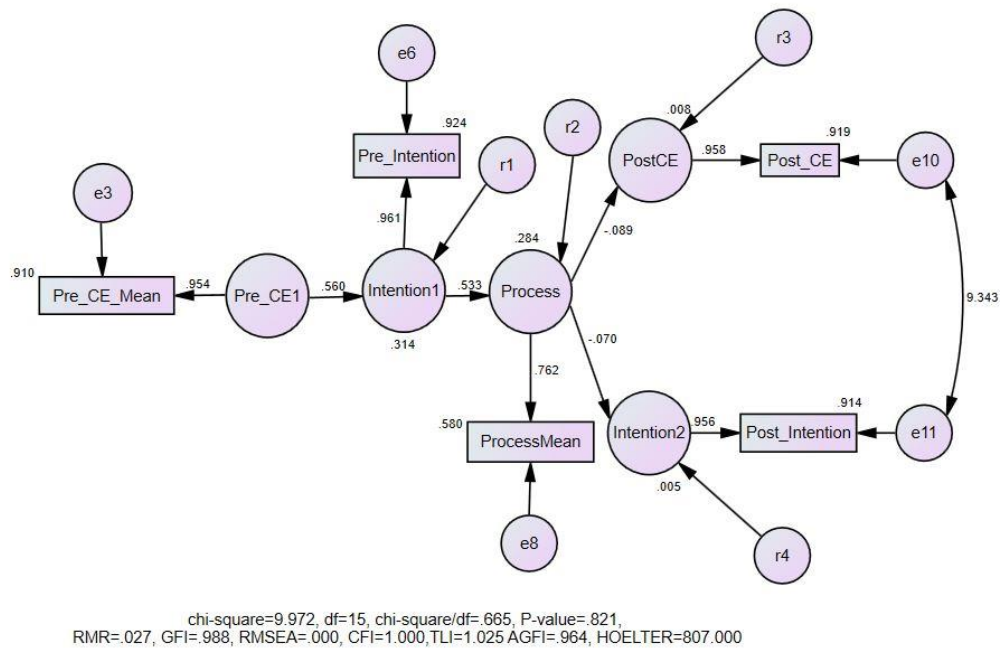 e6
r3
.924
.008
r2
.919
Pre_Intention
PostCE
.958
Post_CE
e10
r1
e3
.961
-.089
.284
.910
Pre_CE_Mean
.954
Pre_CE1
.560
Intention1
.533
Process
9.343
.314
-.070
.762
.914
.580
ProcessMean
Intention2
.956
Post_Intention
e11
.005
e8
r4
chi-square=9.972, df=15, chi-square/df=.665, P-value=.821,
RMR=.027, GFI=.988, RMSEA=.000, CFI=1.000,TLI=1.025 AGFI=.964, HOELTER=807.000